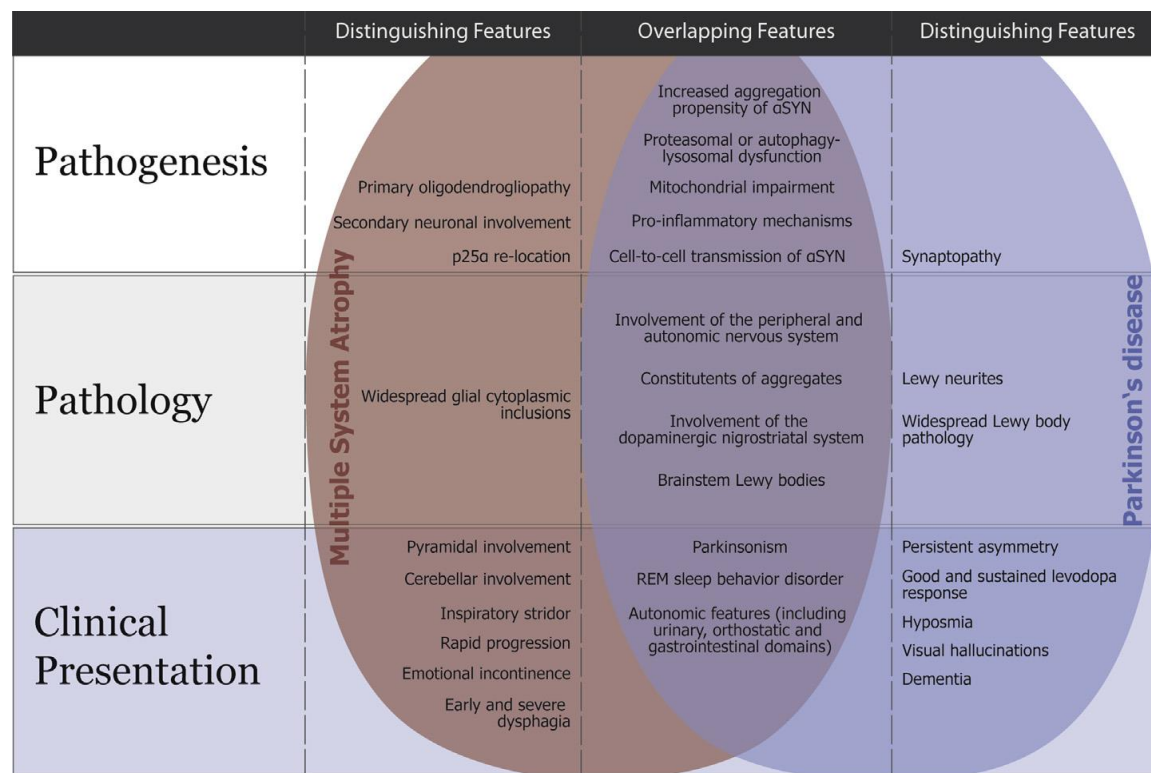 Distinguishing Features
Overlapping Features
Distinguishing Features
Pathogenesis
Primary oligodendrogliopathy
Secondary neuronal involvement
p25α re-location
Increased aggregation
propensity of αSYN
Proteasomal or autophagy-
lysosomal dysfunction
Mitochondrial impairment
Pro-inflammatory mechanisms
Cell-to-cell transmission of αSYN
Synaptopathy
Multiple System Atrophy
Parkinson`s disease
Pathology
Widespread glial cytoplasmic
inclusions
Involvement of the peripheral and
autonomic nervous system
Constitutents of aggregates
Involvement of the
dopaminergic nigrostriatal system
Brainstem Lewy bodies
Lewy neurites
Widespread Lewy body
pathology
Clinical
Presentation
Pyramidal involvement
Cerebellar involvement
Inspiratory stridor
Rapid progression
Emotional incontinence
Early and severe
dysphagia
Parkinsonism
REM sleep behavior disorder
Autonomic features (including
urinary, orthostatic and
gastrointestinal domains)
Persistent asymmetry
Good and sustained levodopa
response
Hyposmia
Visual hallucinations
Dementia